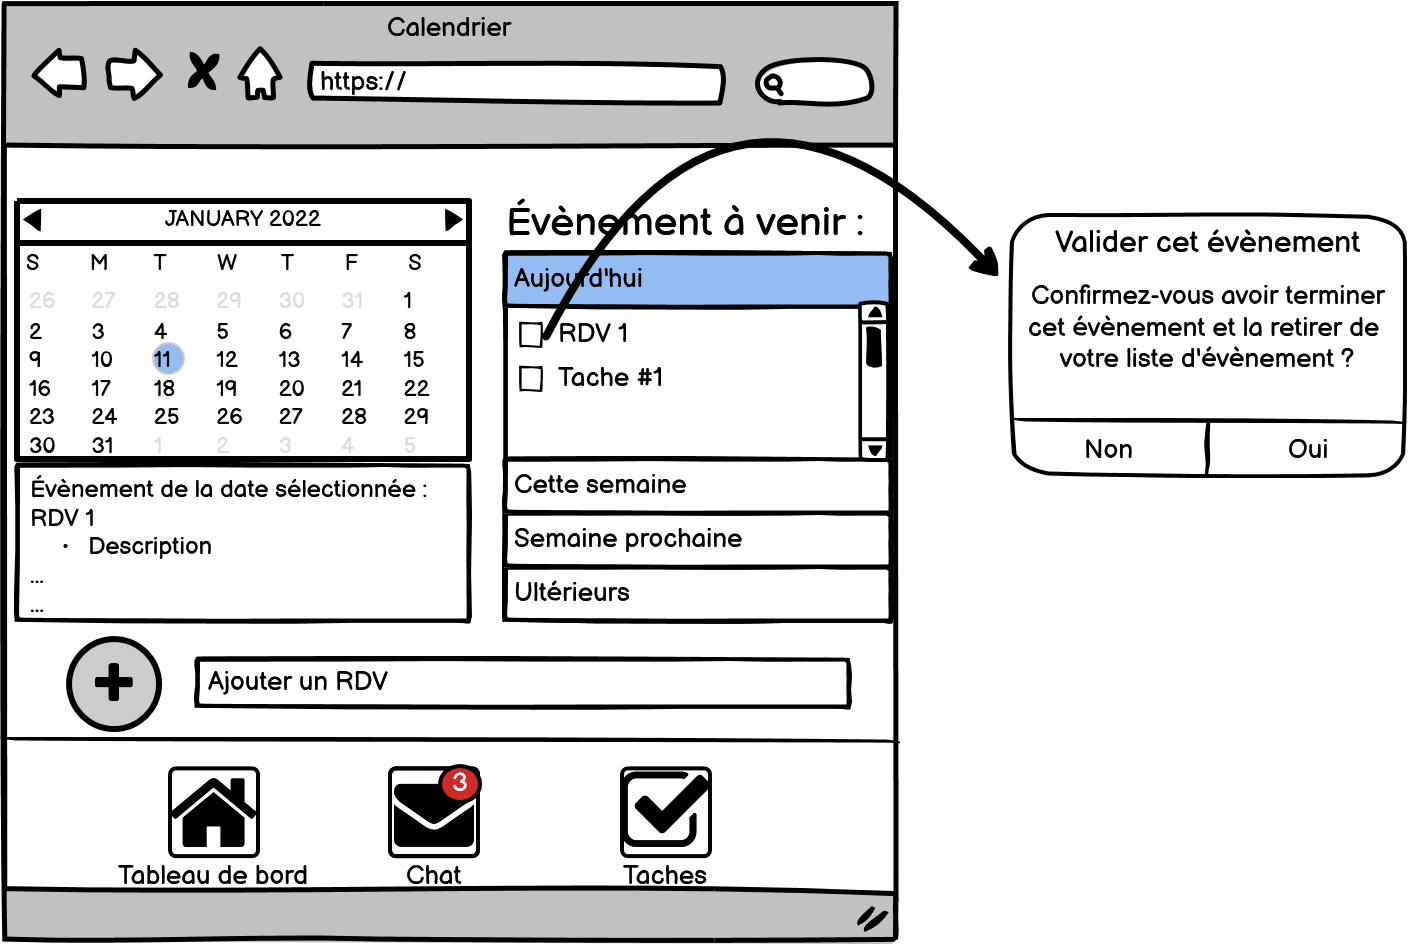 Calendrier
https://
JANUARY 2022
S M T W T F S
26 27 28 29 30 31 1
2 3 4 5 6 7 8
9 10 11 12 13 14 15
16 17 18 19 20 21 22
23 24 25 26 27 28 29
30 31 1 2 3 4 5
Évènement de la date sélectionnée :
RDV 1
• Description
...
...
Évènement à venir :
Aujourd'hui
RDV 1
Tache #1
Cette semaine
Semaine prochaine
Ultérieurs
Ajouter un RDV
3
Tableau de bord
Chat
Taches
Valider cet évènement
Confirmez-vous avoir terminer
cet évènement et la retirer de
votre liste d'évènement ?
Non
Oui